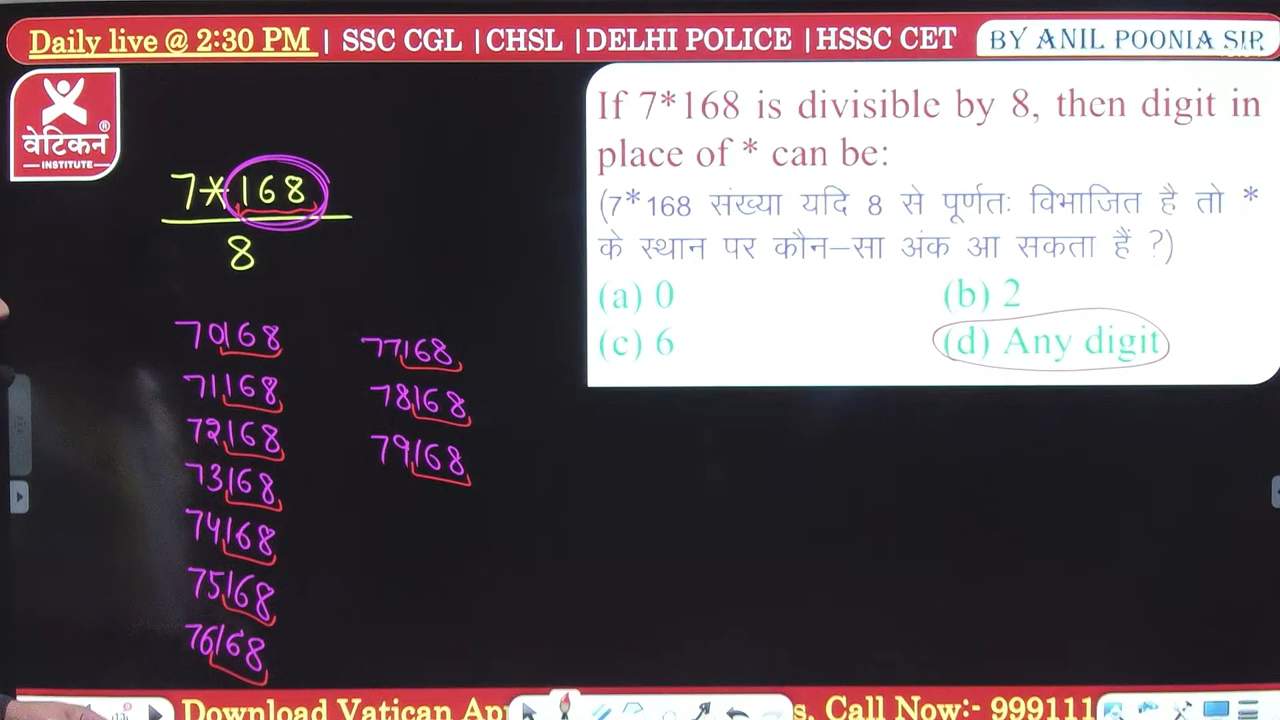 Daily live @ 2:30 PM | SSC CGL |CHSL |DELHI POLICE |HSSC CET
BY ANIL POONIA SIR
वेटिकन ®
INSTITUTE
If 7*168 is divisible by 8, then digit in
place of * can be:
(7*168 संख्या यदि 8 से पूर्णतः विभाजित है तो *
के स्थान पर कौन–सा अंक आ सकता हैं ?)
(a) 0 (b) 2
(c) 6 (d) Any digit
7*168
8
70168
71168
72168
73168
74168
75168
76168
77168
78168
79168
Download Vatican App
s. Call Now:- 999111